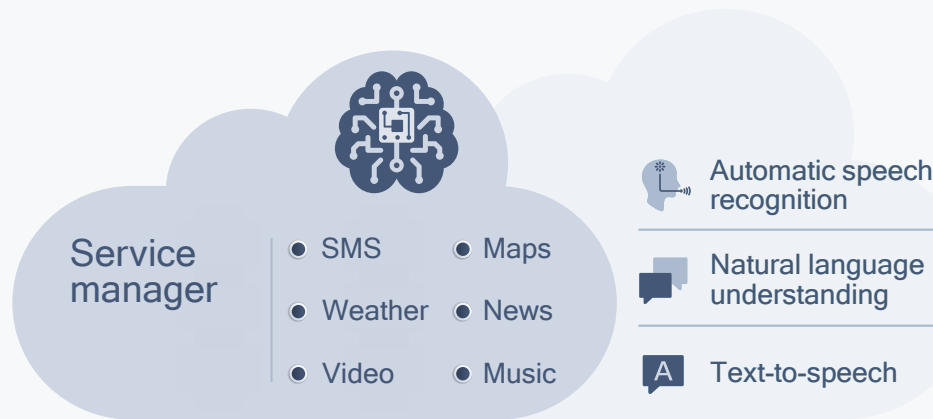 Service
manager
SMS
Weather
Video
Maps
News
Music
Automatic speech
recognition
Natural language
understanding
A
Text-to-speech